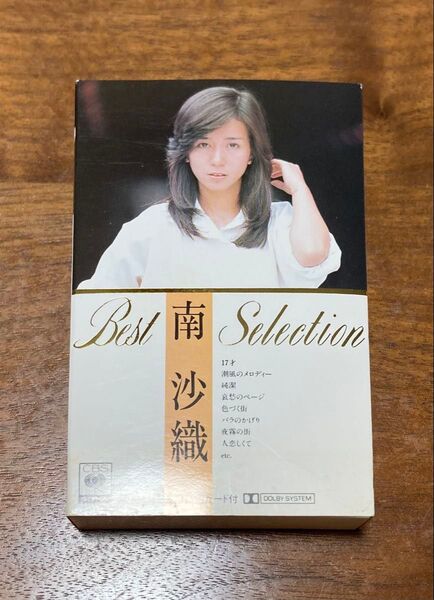 Best Selection
南
沙
織
17才
潮風のメロディー
純潔
哀愁のページ
色づく街
バラのかげり
夜霧の街
人恋しくて
etc.
CBS
ード付
DOLBY SYSTEM